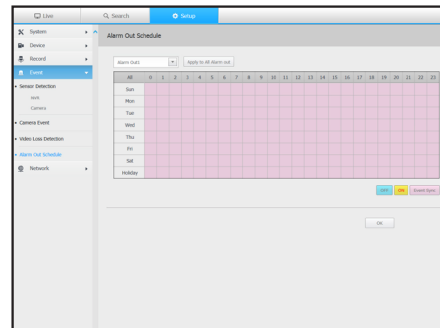 Live
Search
Setup
System
Device
Record
Event
Sensor Detection
NVR
Camera
Camera Event
Video Loss Detection
Alarm Out Schedule
Network
Alarm Out Schedule
Alarm Out1
Apply to All Alarm out
All 0 1 2 3 4 5 6 7 8 9 10 11 12 13 14 15 16 17 18 19 20 21 22 23
Sun
Mon
Tue
Wed
Thu
Fri
Sat
Holiday
OFF ON Event Sync
OK